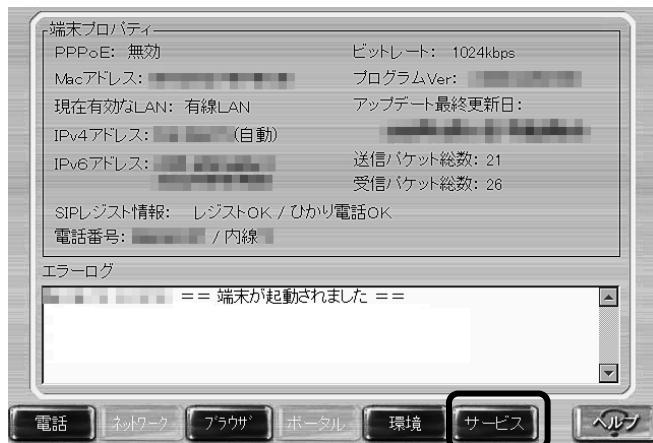 端末プロパティ
PPPoE: 無効
ビットレート: 1024kbps
Macアドレス:
プログラムVer:
現在有効なLAN: 有線LAN
アップデート最終更新日:
IPv4アドレス: (自動)
IPv6アドレス:
送信パケット総数: 21
受信パケット総数: 26
SIPレジスト情報: レジストOK / ひかり電話OK
電話番号: / 内線
エラーログ
== 端末が起動されました ==
電話 ネットワーク ブラウザ ポータル 環境 サービス ヘルプ